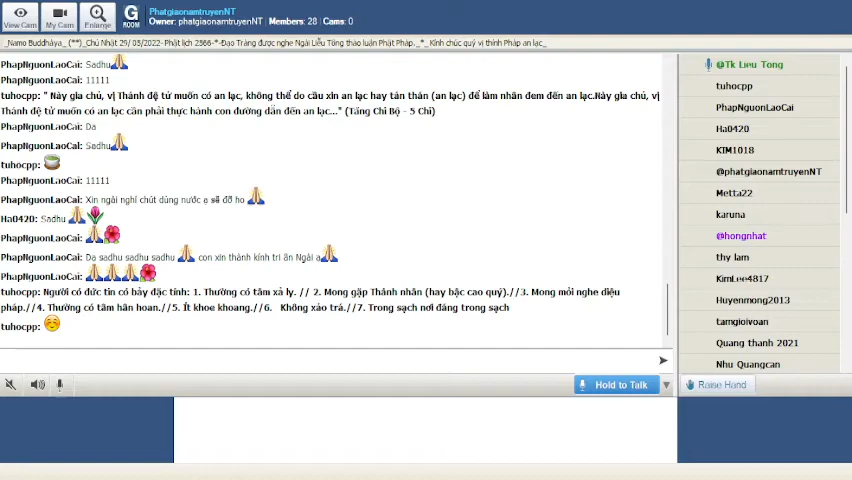 PhatgiaonamtruyenNT
Owner: phatgiaonamtruyenNT | Members: 28 | Cams: 0
View Cam
My Cam
Enlarge
G
ROOM
_Namo Buddhàya_ (**)_Chủ Nhật 29/ 05/2022- Phật lịch 2566-*-Đạo Tràng được nghe Ngài Liễu Tông thảo luận Phật Pháp._*_ Kính chúc quý vị thính Pháp an lạc_
PhapNguonLaoCai: Sadhu
PhapNguonLaoCai: 11111
tuhocpp: " Này gia chủ, vị Thánh đệ tử muốn có an lạc, không thể do cầu xin an lạc hay tán thán (an lạc) để làm nhân đem đến an lạc.Này gia chủ, vị
Thánh đệ tử muốn có an lạc cần phải thực hành con đường dẫn đến an lạc..." (Tăng Chi Bộ - 5 Chi)
PhapNguonLaoCai: Da
PhapNguonLaoCai: Sadhu
tuhocpp:
PhapNguonLaoCai: 11111
PhapNguonLaoCai: Xin ngài nghỉ chút dùng nước ạ sẽ đỡ ho
Ha0420: Sadhu
PhapNguonLaoCai:
PhapNguonLaoCai: Dạ sadhu sadhu sadhu con xin thành kính tri ân Ngài ạ
PhapNguonLaoCai:
tuhocpp: Người có đức tin có bảy đặc tính: 1. Thường có tâm xả ly. // 2. Mong gặp Thánh nhân (hay bậc cao quý).//3. Mong mỏi nghe diệu
pháp.//4. Thường có tâm hân hoan.//5. Ít khoe khoang.//6. Không xảo trá.//7. Trong sạch nơi đáng trong sạch
tuhocpp:
Hold to Talk
@Tk Lieu Tong
tuhocpp
PhapNguonLaoCai
Ha0420
KIM1018
@phatgiaonamtruyenNT
Metta22
karuna
@hongnhat
thy lam
KimLee4817
Huyenmong2013
tamgioivoan
Quang thanh 2021
Nhu Quangcan
Raise Hand